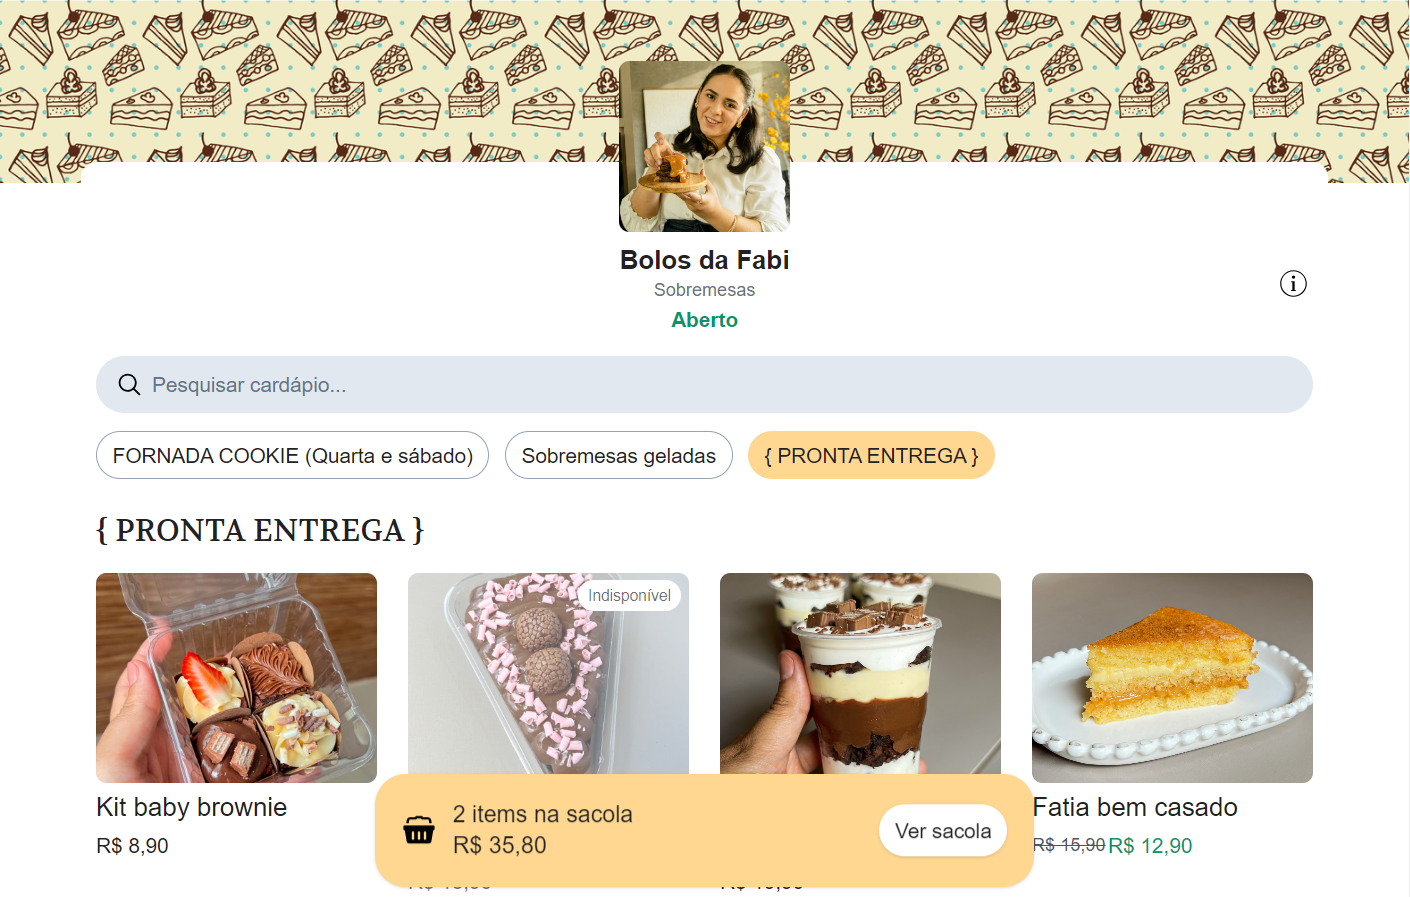 Bolos da Fabi
Sobremesas
Aberto
Pesquisar cardápio...
FORNADA COOKIE (Quarta e sábado)
Sobremesas geladas
{ PRONTA ENTREGA }
{ PRONTA ENTREGA }
Indisponível
Kit baby brownie
R$ 8,90
2 items na sacola
R$ 35,80
Ver sacola
Fatia bem casado
R$ 15,90 R$ 12,90